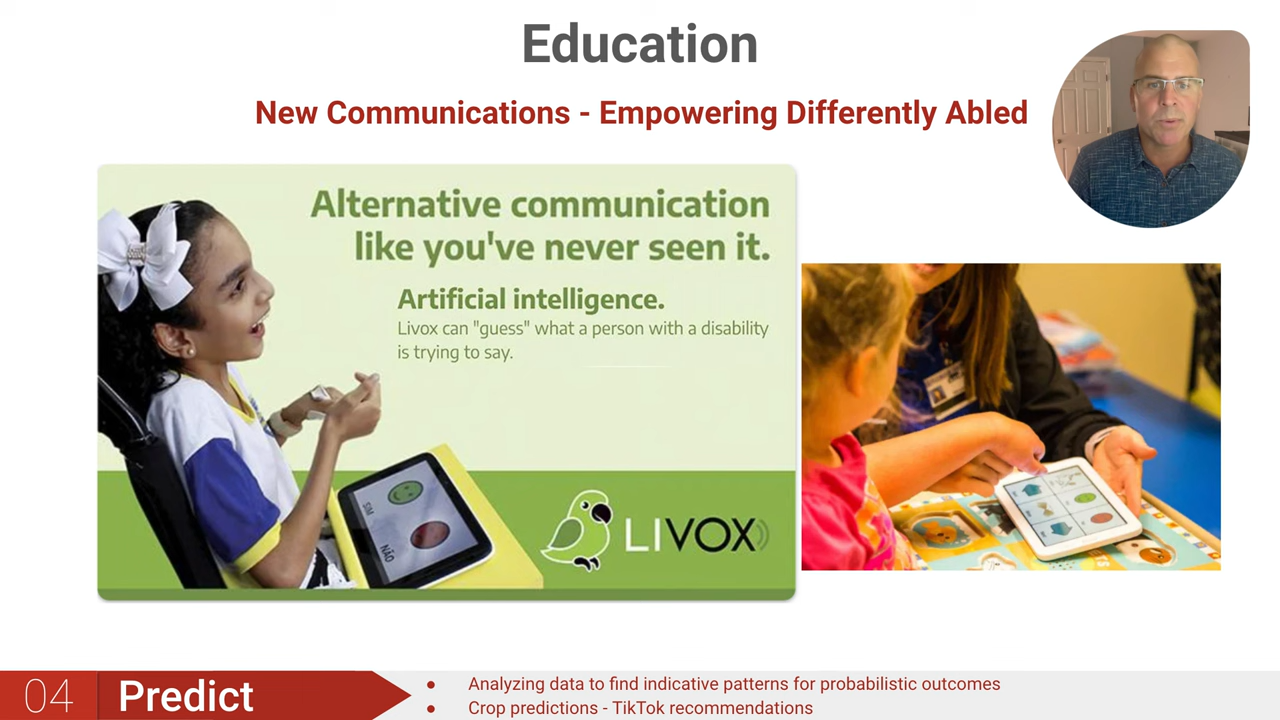 Education
New Communications - Empowering Differently Abled
Alternative communication
like you've never seen it.
Artificial intelligence.
Livox can "guess" what a person with a disability
is trying to say.
SIM
NÃO
LIVOX
04
Predict
• Analyzing data to find indicative patterns for probabilistic outcomes
• Crop predictions - TikTok recommendations